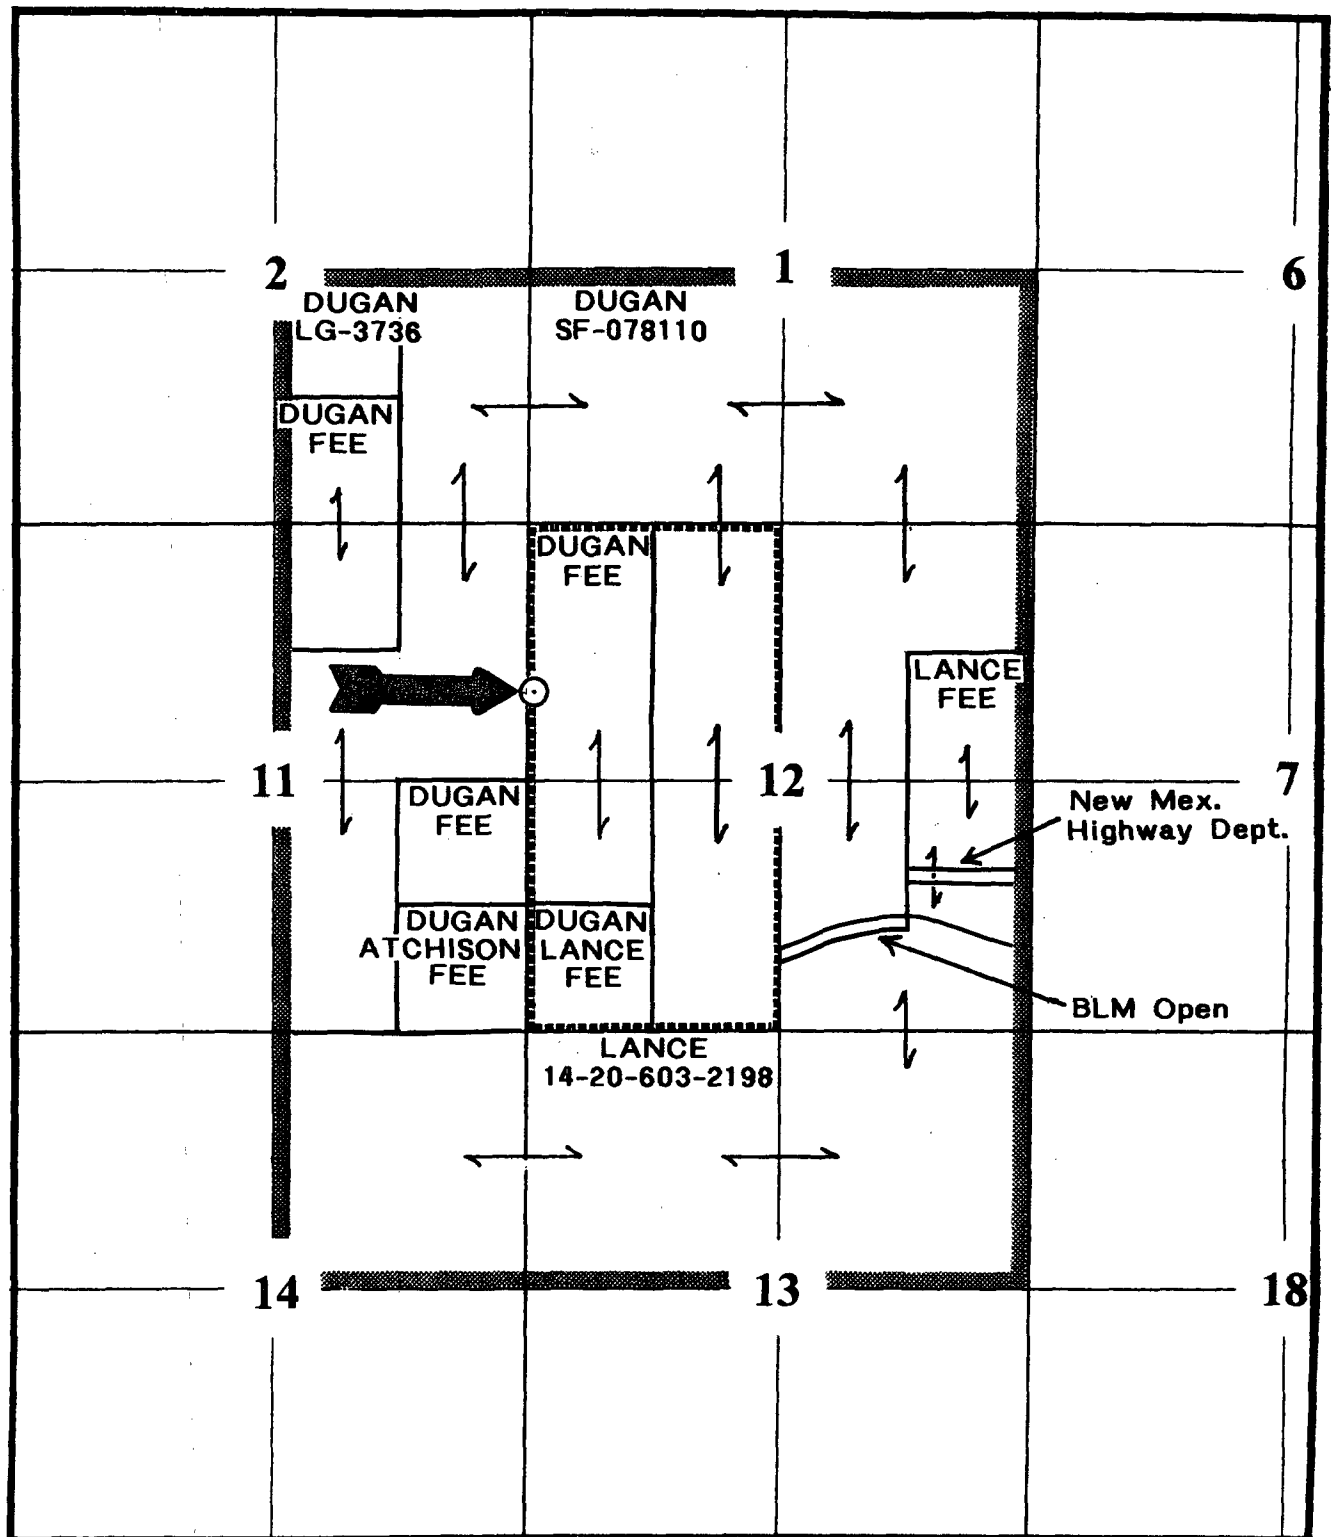 2
1
6
DUGAN
LG-3736
DUGAN
SF-078110
DUGAN
FEE
DUGAN
FEE
LANCE
FEE
11
12
7
DUGAN
FEE
New Mex.
Highway Dept.
DUGAN
ATCHISON
FEE
DUGAN
LANCE
FEE
BLM Open
LANCE
14-20-603-2198
14
13
18